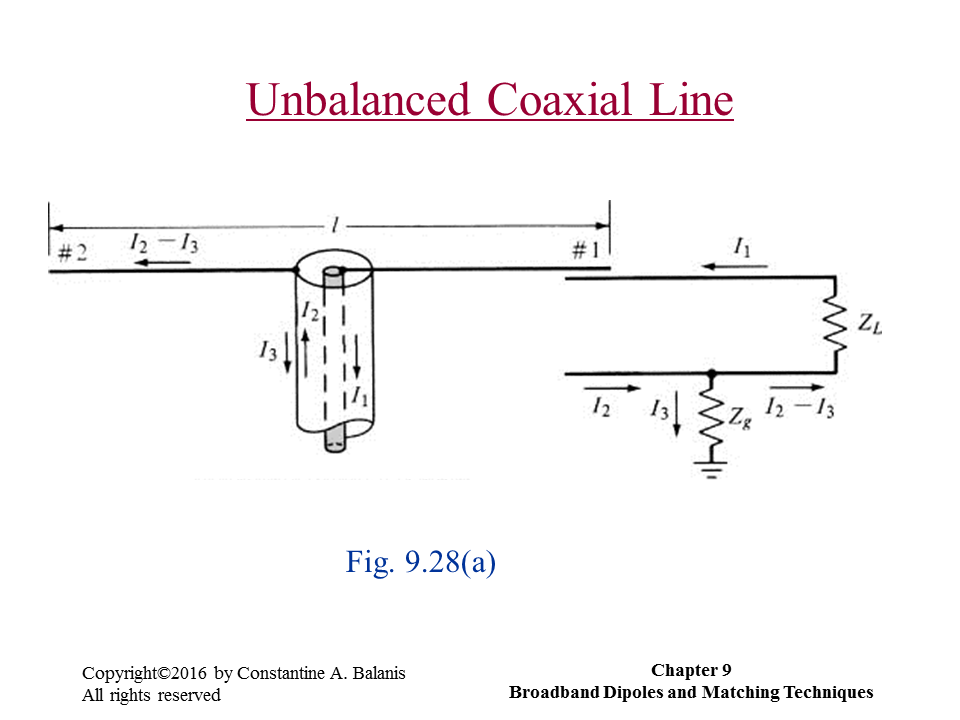 Unbalanced Coaxial Line
l
#2
I2 − I3
#1
I1
I2
I3
I1
ZL
I2
I3
Zg
I2 − I3
Fig. 9.28(a)
Copyright©2016 by Constantine A. Balanis
All rights reserved
Chapter 9
Broadband Dipoles and Matching Techniques